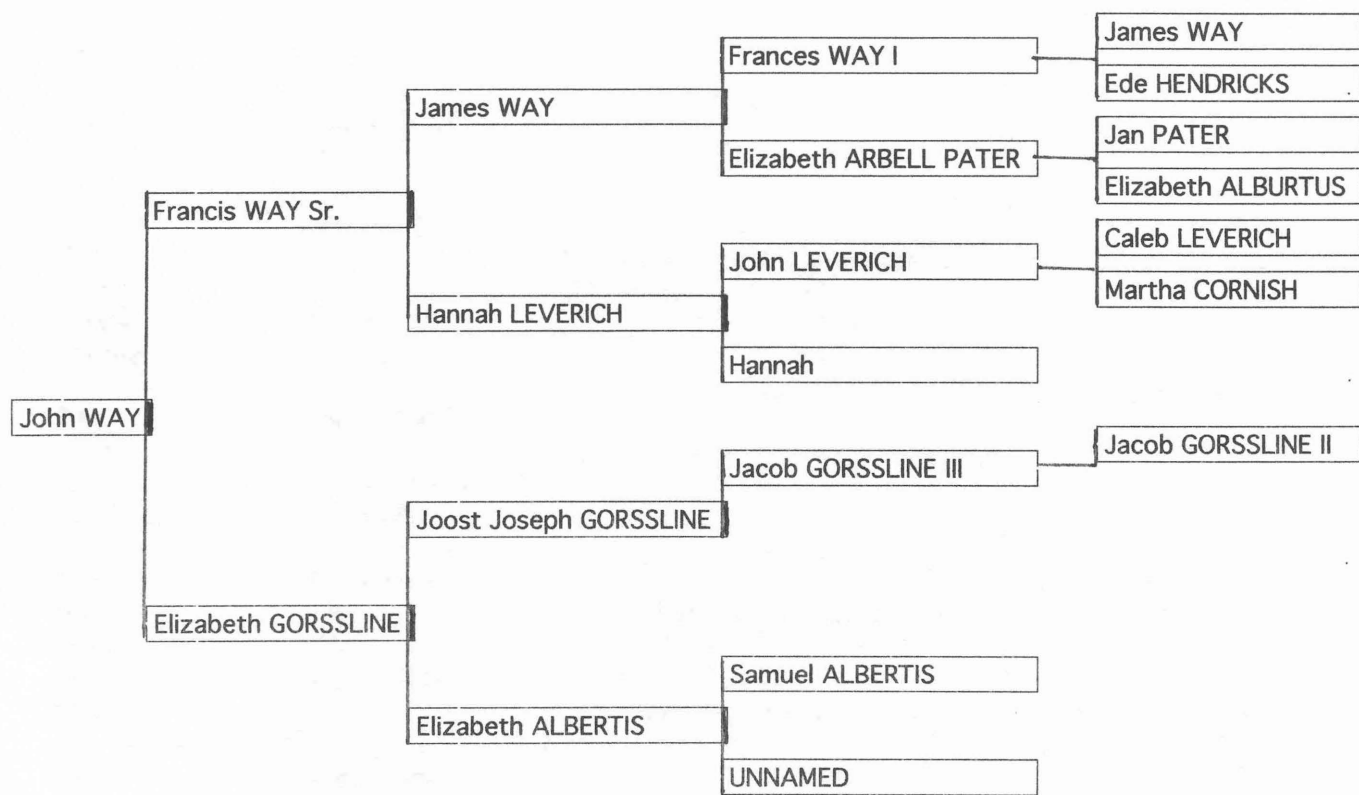 James WAY
Frances WAY I
Ede HENDRICKS
James WAY
Jan PATER
Elizabeth ARBELL PATER
Elizabeth ALBURTUS
Francis WAY Sr.
Caleb LEVERICH
John LEVERICH
Martha CORNISH
Hannah LEVERICH
Hannah
John WAY
Jacob GORSSLINE II
Jacob GORSSLINE III
Joost Joseph GORSSLINE
Elizabeth GORSSLINE
Samuel ALBERTIS
Elizabeth ALBERTIS
UNNAMED